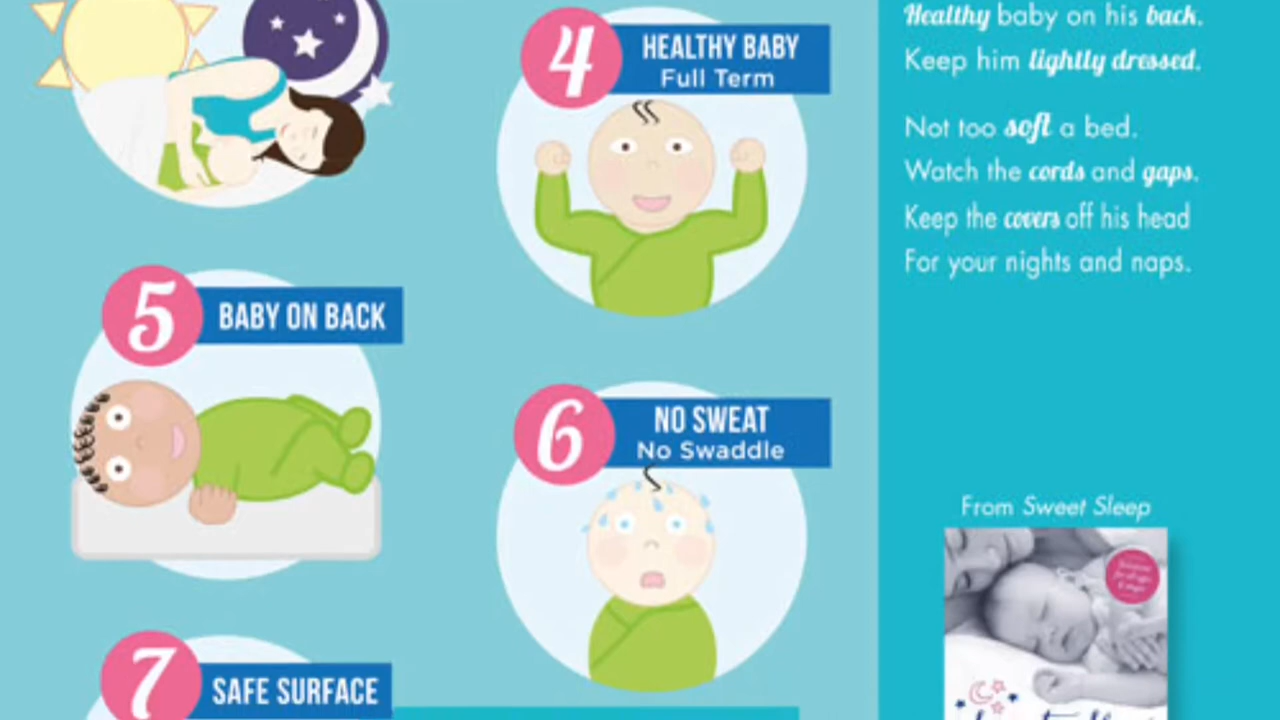 4
HEALTHY BABY
Full Term
5
BABY ON BACK
6
NO SWEAT
No Swaddle
7
SAFE SURFACE
Healthy baby on his back.
Keep him lightly dressed.
Not too soft a bed.
Watch the cords and gaps.
Keep the covers off his head
For your nights and naps.
From Sweet Sleep